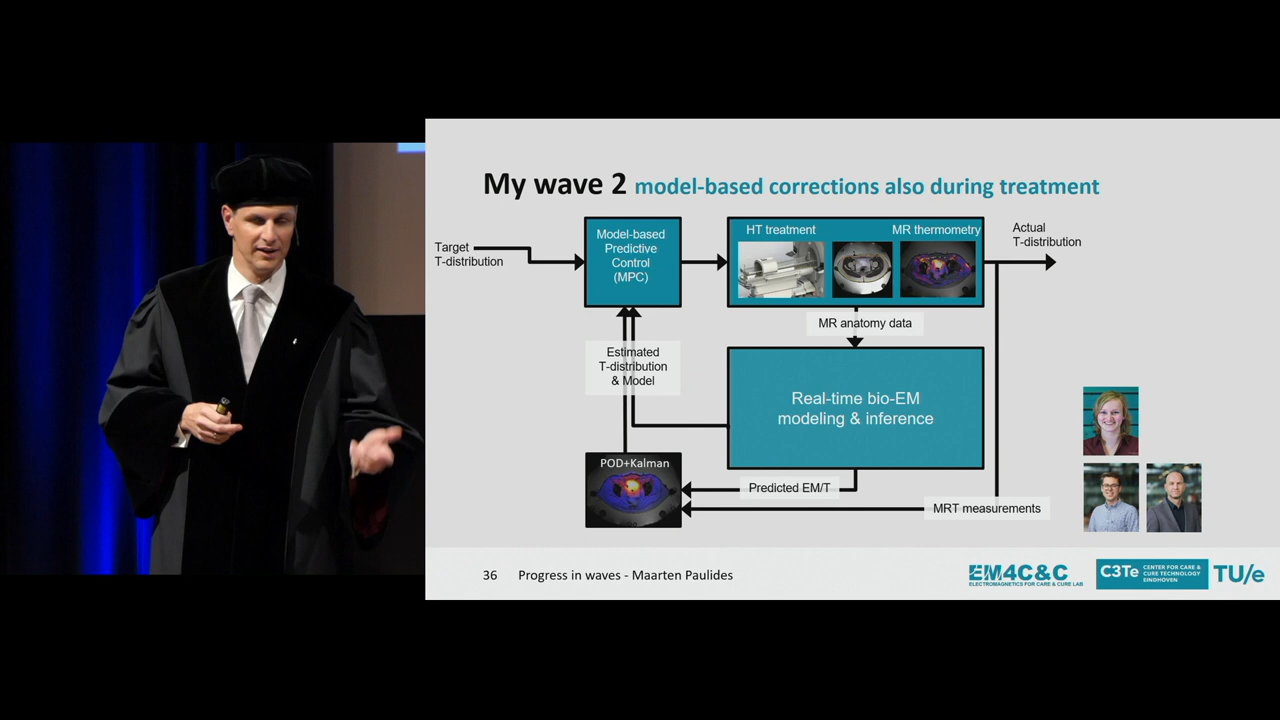 My wave 2 model-based corrections also during treatment
Target
T-distribution
Model-based
Predictive
Control
(MPC)
HT treatment
MR thermometry
Actual
T-distribution
MR anatomy data
Estimated
T-distribution
& Model
Real-time bio-EM
modeling & inference
POD+Kalman
Predicted EM/T
MRT measurements
36 Progress in waves - Maarten Paulides
EM4C&C
ELECTROMAGNETICS FOR CARE & CURE LAB
C3Te
CENTER FOR CARE &
CURE TECHNOLOGY
EINDHOVEN
TU/e